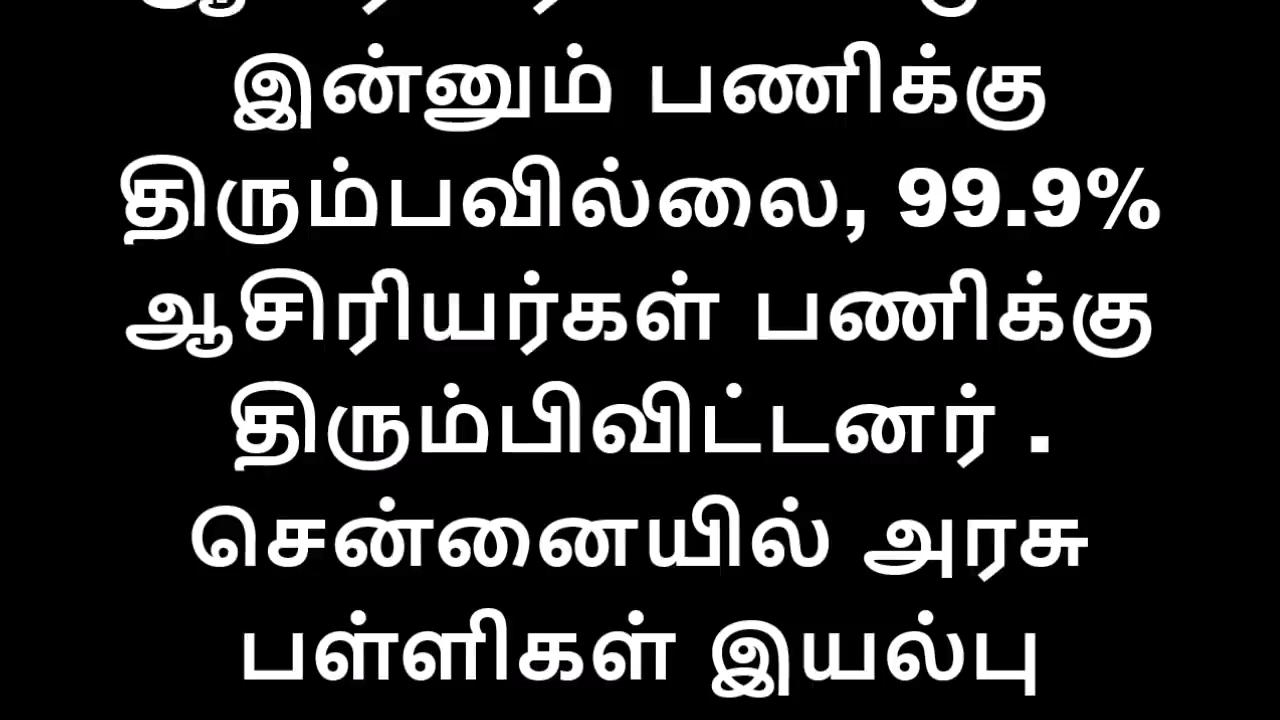 இன்னும் பணிக்கு
திரும்பவில்லை, 99.9%
ஆசிரியர்கள் பணிக்கு
திரும்பிவிட்டனர் .
சென்னையில் அரசு
பள்ளிகள் இயல்பு